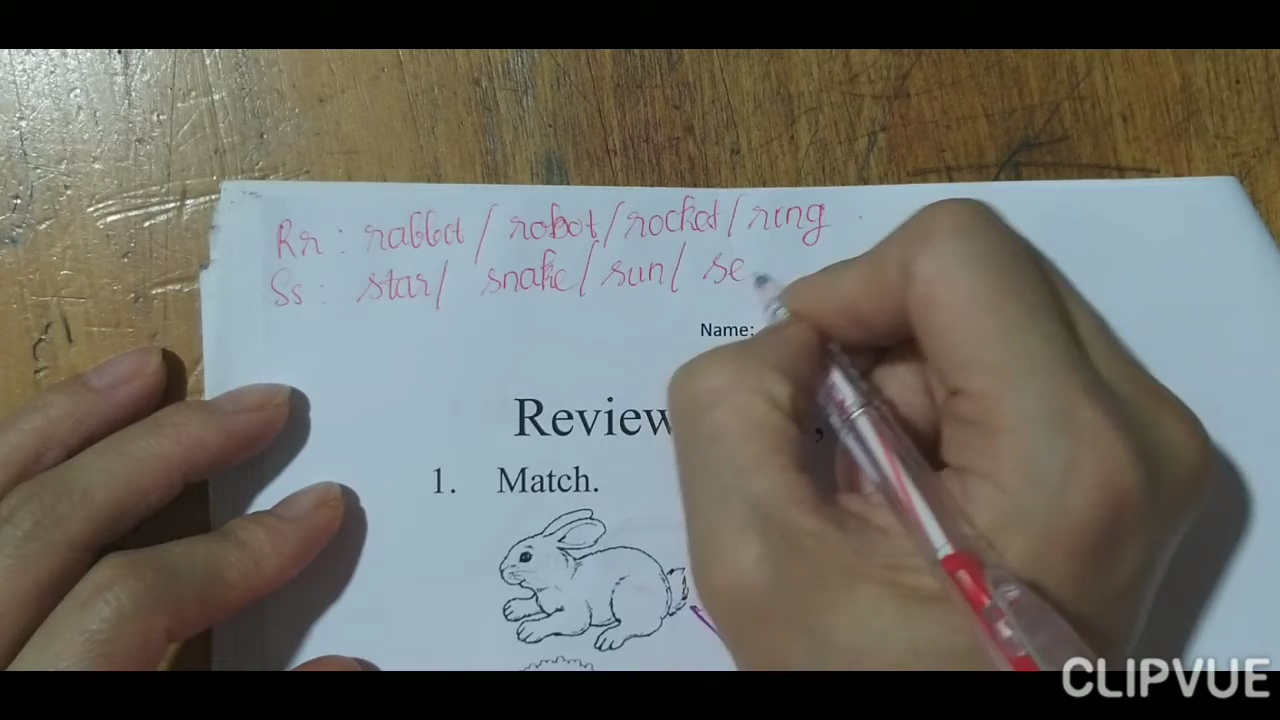 Rr : rabbit / robot / rocket / ring
Ss : star / snake / sun / se
Name:
Review ,
1. Match.
CLIPVUE